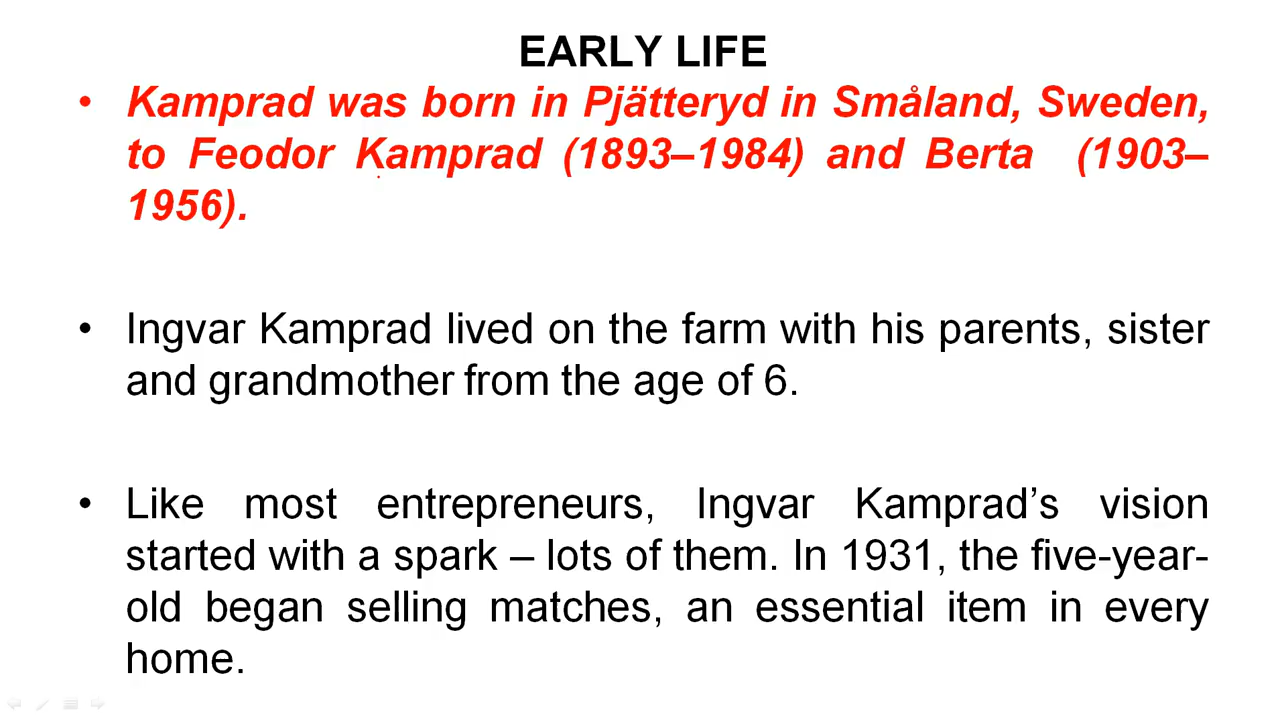 EARLY LIFE
• Kamprad was born in Pjätteryd in Småland, Sweden,
to Feodor Kamprad (1893–1984) and Berta (1903–
1956).
• Ingvar Kamprad lived on the farm with his parents, sister
and grandmother from the age of 6.
• Like most entrepreneurs, Ingvar Kamprad’s vision
started with a spark – lots of them. In 1931, the five-year-
old began selling matches, an essential item in every
home.